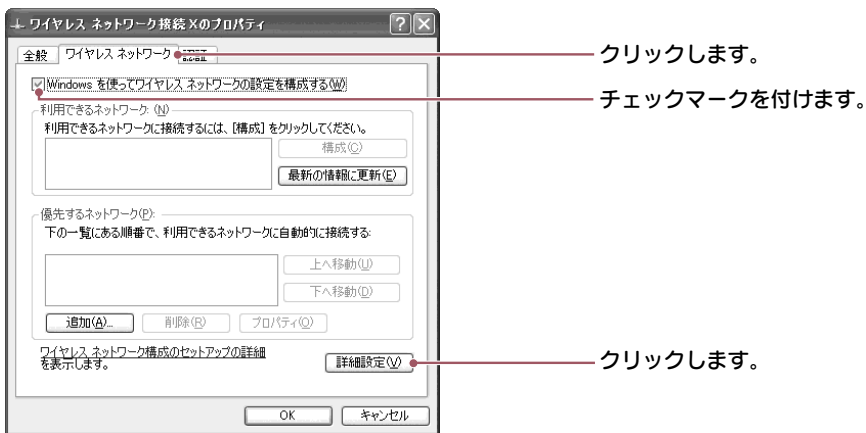 ワイヤレス ネットワーク接続 Xのプロパティ
全般 ワイヤレス ネットワーク 認証
クリックします。
Windows を使ってワイヤレス ネットワークの設定を構成する(W)
チェックマークを付けます。
利用できるネットワーク: (N)
利用できるネットワークに接続するには、[構成] をクリックしてください。
構成(C)
最新の情報に更新(E)
優先するネットワーク(P):
下の一覧にある順番で、利用できるネットワークに自動的に接続する:
上へ移動(U)
下へ移動(D)
追加(A)... 削除(R) プロパティ(O)
ワイヤレス ネットワーク構成のセットアップの詳細
を表示します。
詳細設定(V)
クリックします。
OK キャンセル